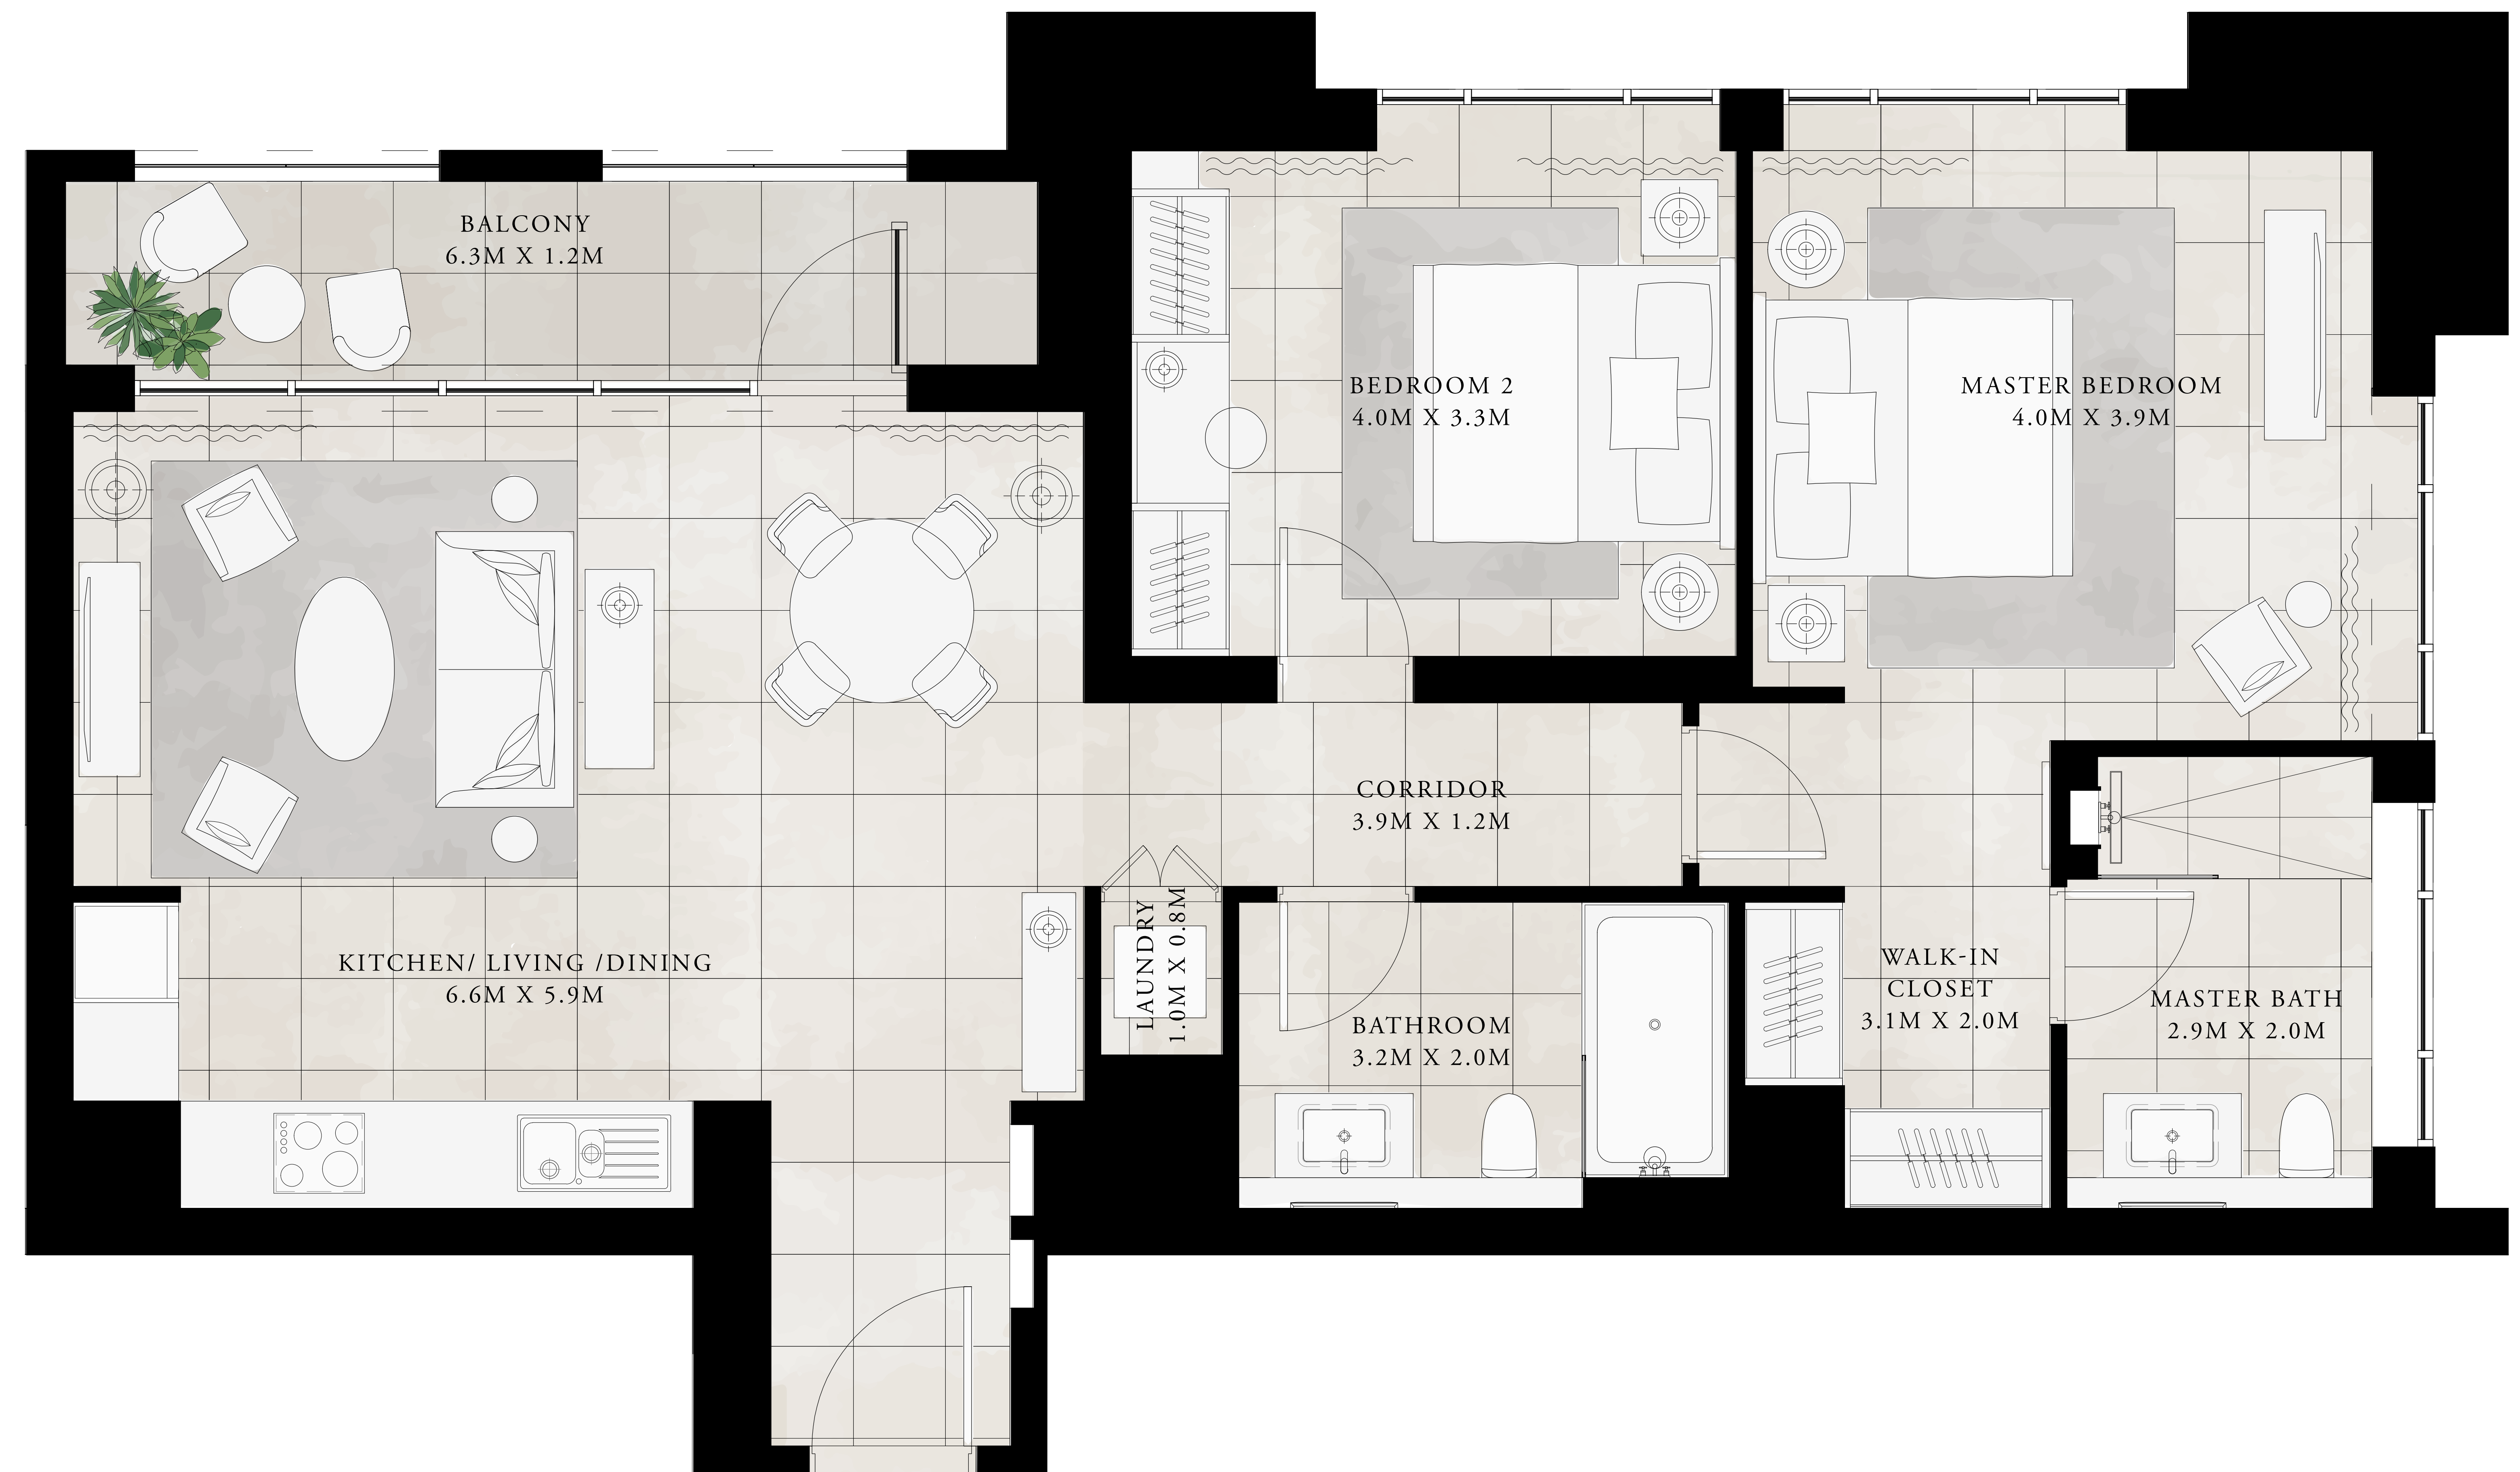 BALCONY
6.3M X 1.2M
BEDROOM 2
4.0M X 3.3M
MASTER BEDROOM
4.0M X 3.9M
CORRIDOR
3.9M X 1.2M
KITCHEN/ LIVING /DINING
6.6M X 5.9M
LAUNDRY
1.0M X 0.8M
BATHROOM
3.2M X 2.0M
WALK-IN
CLOSET
3.1M X 2.0M
MASTER BATH
2.9M X 2.0M